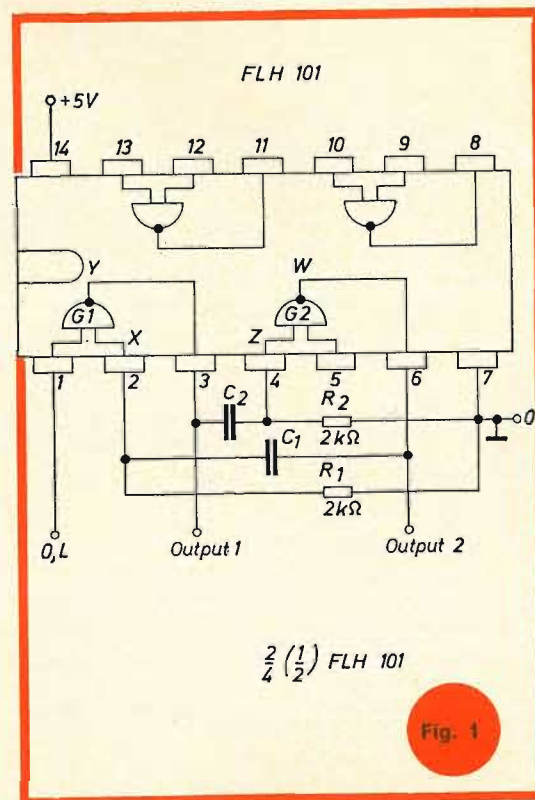 FLH 101
+5V
14 13 12 11 10 9 8
Y W
G1 G2
X Z
1 2 3 4 5 6 7
C2 R2
2kΩ 0
C1 R1
2kΩ
0,L Output 1 Output 2
2/4 (1/2) FLH 101
Fig. 1